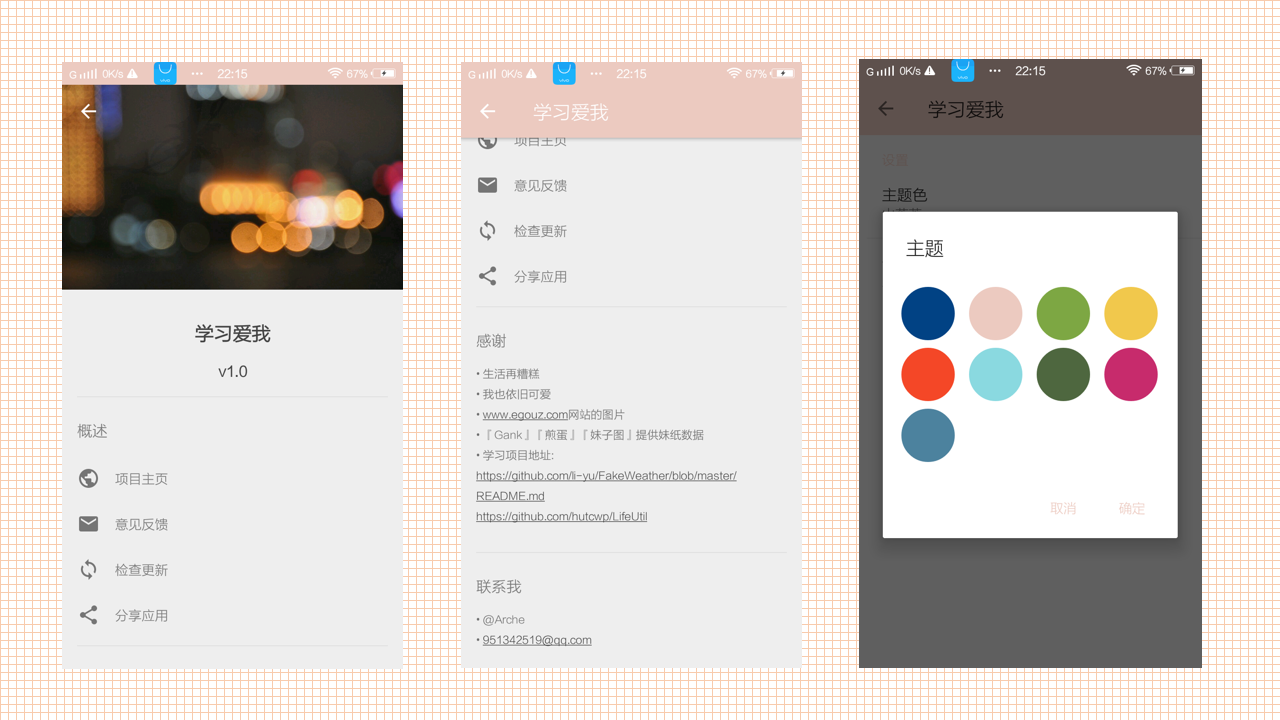 G 0K/s 22:15 67%
学习爱我
v1.0
概述
项目主页
意见反馈
检查更新
分享应用
G 0K/s 22:15 67%
学习爱我
项目主页
意见反馈
检查更新
分享应用
感谢
• 生活再糟糕
• 我也依旧可爱
• www.egouz.com网站的图片
• 『Gank』『煎蛋』『妹子图』提供妹纸数据
• 学习项目地址:
https://github.com/li-yu/FakeWeather/blob/master/
README.md
https://github.com/hutcwp/LifeUtil
联系我
• @Arche
• 951342519@qq.com
G 0K/s 22:15 67%
学习爱我
设置
主题色
主题
取消 确定